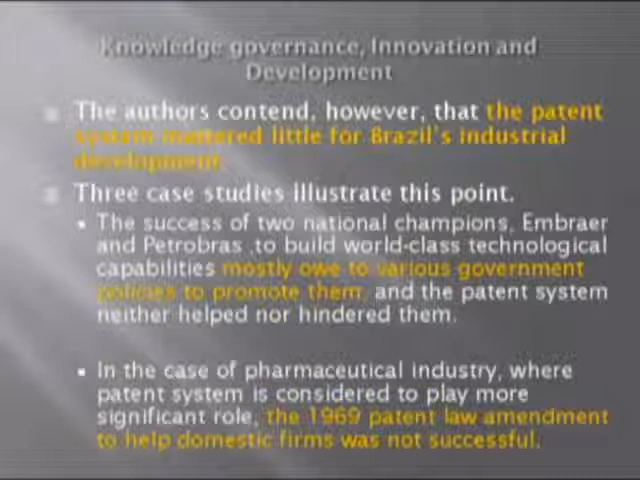 Knowledge governance, Innovation and
Development
The authors contend, however, that the patent
system mattered little for Brazil's industrial
development.
Three case studies illustrate this point.
The success of two national champions, Embraer
and Petrobras ,to build world-class technological
capabilities mostly owe to various government
policies to promote them, and the patent system
neither helped nor hindered them.
In the case of pharmaceutical industry, where
patent system is considered to play more
significant role, the 1969 patent law amendment
to help domestic firms was not successful.